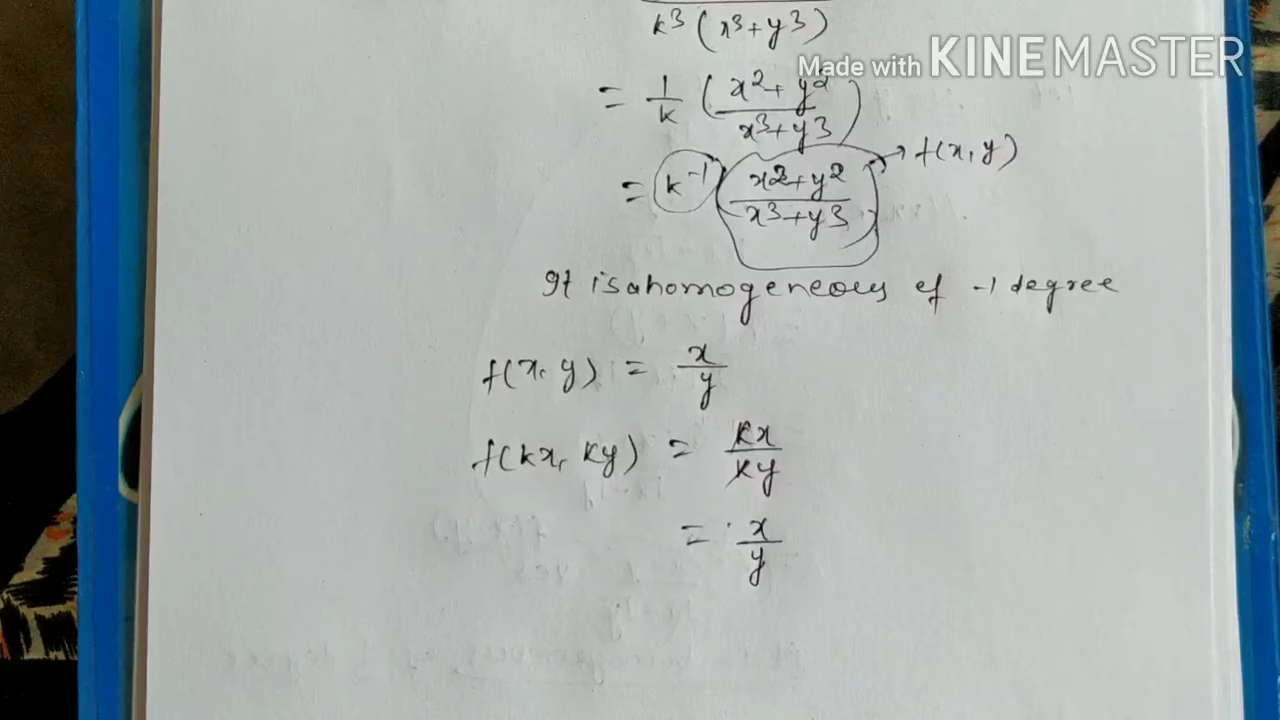 k³ (x³+y³)
Made with KINEMASTER
= 1/k (x²+y²/x³+y³)
= k⁻¹ (x²+y²/x³+y³) → f(x,y)
It is a homogeneous of -1 degree
f(x, y) = x/y
f(kx, ky) = kx/ky
= x/y